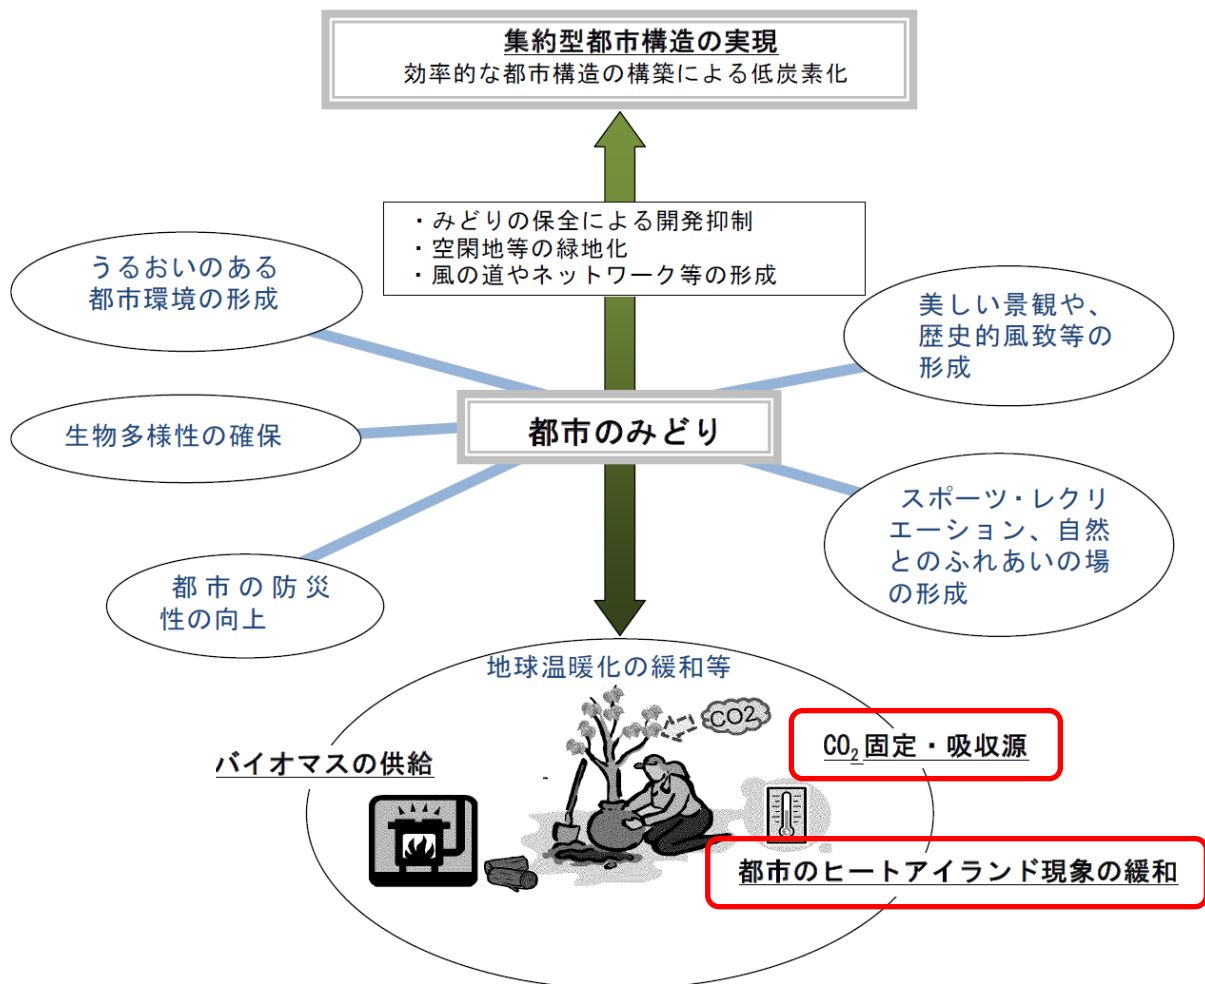 集約型都市構造の実現
効率的な都市構造の構築による低炭素化
・みどりの保全による開発抑制
・空閑地等の緑地化
・風の道やネットワーク等の形成
うるおいのある
都市環境の形成
美しい景観や、
歴史的風致等の
形成
生物多様性の確保
都市のみどり
スポーツ・レクリ
エーション、自然
とのふれあいの場
の形成
都市の防災
性の向上
地球温暖化の緩和等
CO2
CO₂固定・吸収源
バイオマスの供給
都市のヒートアイランド現象の緩和